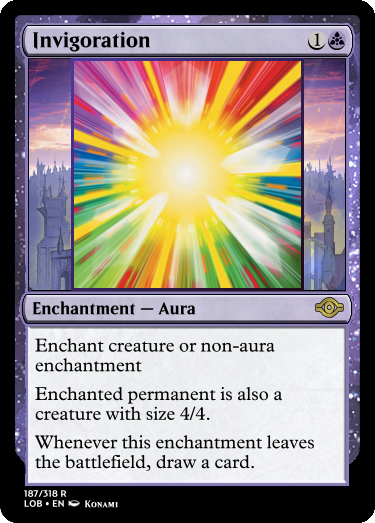 Invigoration 1
Enchantment — Aura
Enchant creature or non-aura
enchantment
Enchanted permanent is also a
creature with size 4/4.
Whenever this enchantment leaves
the battlefield, draw a card.
187/318 R
LOB • EN Konami